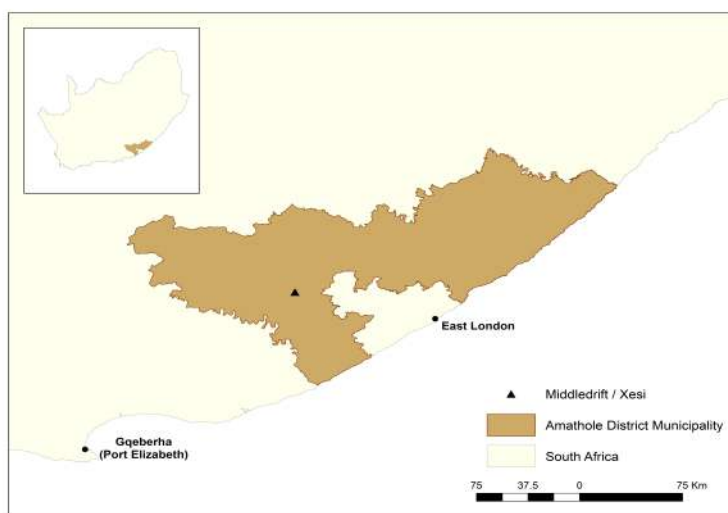 East London
Gqeberha
(Port Elizabeth)
Middledrift / Xesi
Amathole District Municipality
South Africa
75 37.5 0 75 Km